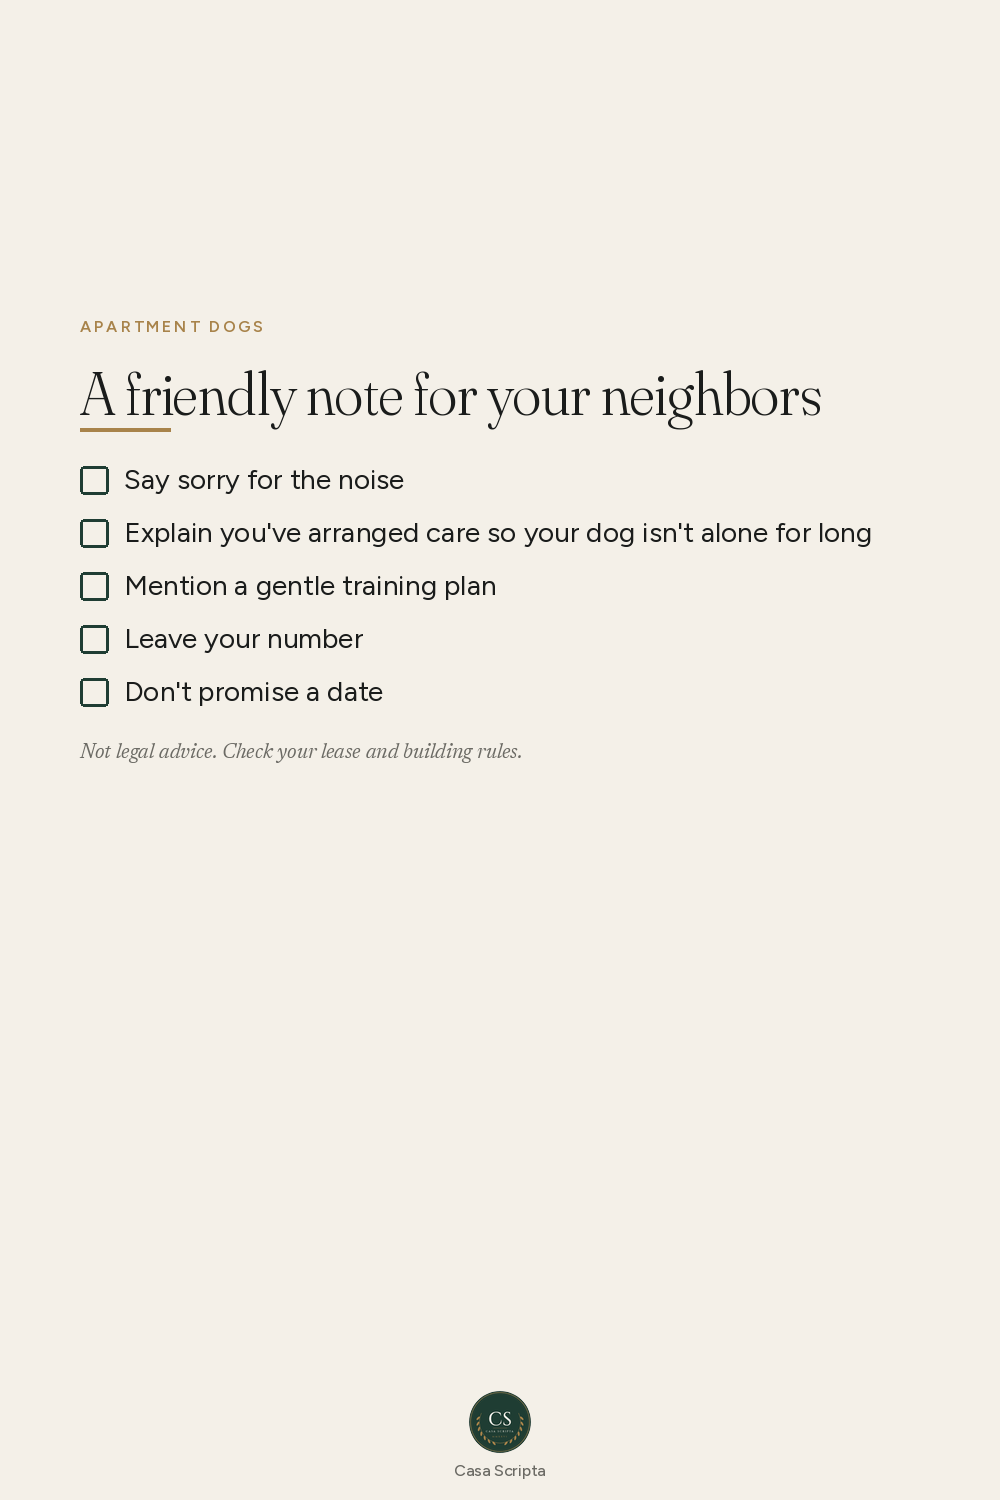 APARTMENT DOGS
A friendly note for your neighbors
Say sorry for the noise
Explain you've arranged care so your dog isn't alone for long
Mention a gentle training plan
Leave your number
Don't promise a date
Not legal advice. Check your lease and building rules.
CS
CASA SCRIPTA
Casa Scripta